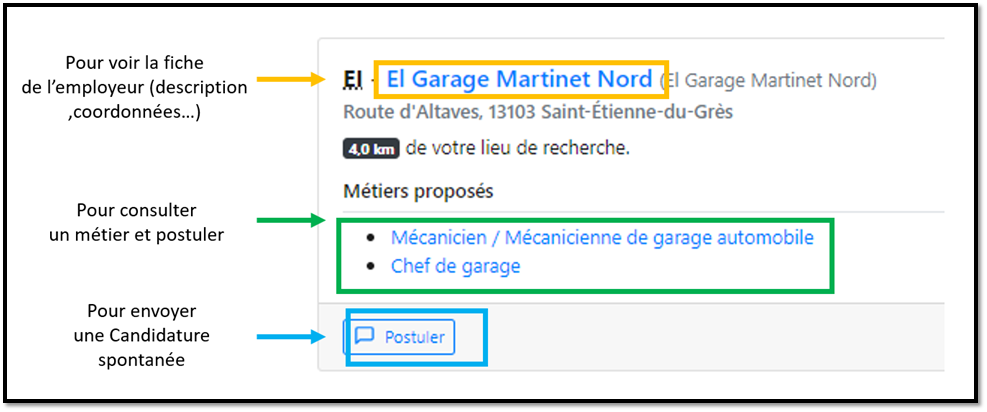 Pour voir la fiche
de l’employeur (description
,coordonnées…)
EI - El Garage Martinet Nord (El Garage Martinet Nord)
Route d'Altaves, 13103 Saint-Étienne-du-Grès
4,0 km de votre lieu de recherche.
Métiers proposés
Pour consulter
un métier et postuler
Mécanicien / Mécanicienne de garage automobile
Chef de garage
Pour envoyer
une Candidature
spontanée
Postuler